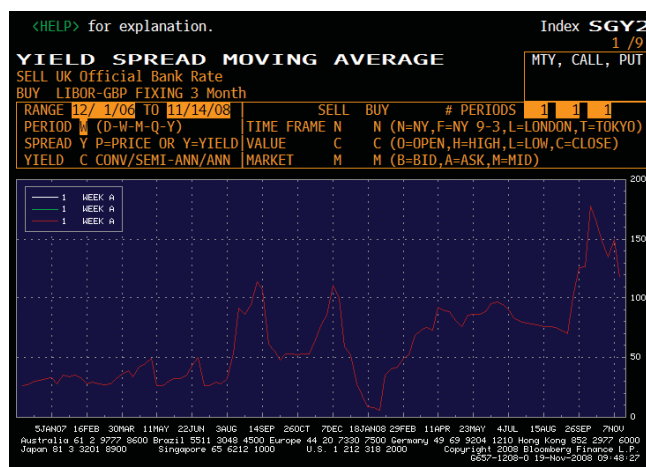 <HELP> for explanation. Index SGY2
1 /9
YIELD SPREAD MOVING AVERAGE MTY, CALL, PUT
SELL UK Official Bank Rate
BUY LIBOR-GBP FIXING 3 Month
RANGE 12/ 1/06 TO 11/14/08 SELL BUY # PERIODS 1 1 1
PERIOD W (D-W-M-Q-Y) TIME FRAME N N (N=NY,F=NY 9-3,L=LONDON,T=TOKYO)
SPREAD Y P=PRICE OR Y=YIELD VALUE C C (O=OPEN,H=HIGH,L=LOW,C=CLOSE)
YIELD C CONV/SEMI-ANN/ANN MARKET M M (B=BID,A=ASK,M=MID)
200
1 WEEK A
1 WEEK A
1 WEEK A
150
100
50
0
5JAN07 16FEB 30MAR 11MAY 22JUN 3AUG 14SEP 26OCT 7DEC 18JAN08 29FEB 11APR 23MAY 4JUL 15AUG 26SEP 7NOV
Australia 61 2 9777 8600 Brazil 5511 3048 4500 Europe 44 20 7330 7500 Germany 49 69 9204 1210 Hong Kong 852 2977 6000
Japan 81 3 3201 8900 Singapore 65 6212 1000 U.S. 1 212 318 2000 Copyright 2008 Bloomberg Finance L.P.
G657-1208-0 19-Nov-2008 09:48:27